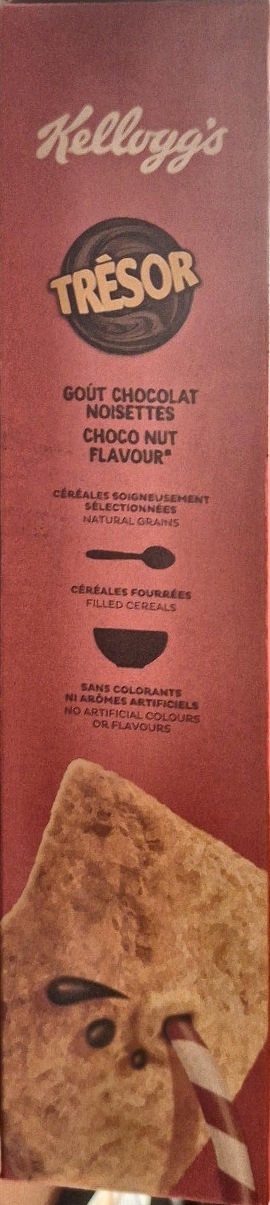 Kellogg's
TRÉSOR
GOÛT CHOCOLAT
NOISETTES
CHOCO NUT
FLAVOUR*
CÉRÉALES SOIGNEUSEMENT
SÉLECTIONNÉES
NATURAL GRAINS
CÉRÉALES FOURRÉES
FILLED CEREALS
SANS COLORANTS
NI ARÔMES ARTIFICIELS
NO ARTIFICIAL COLOURS
OR FLAVOURS